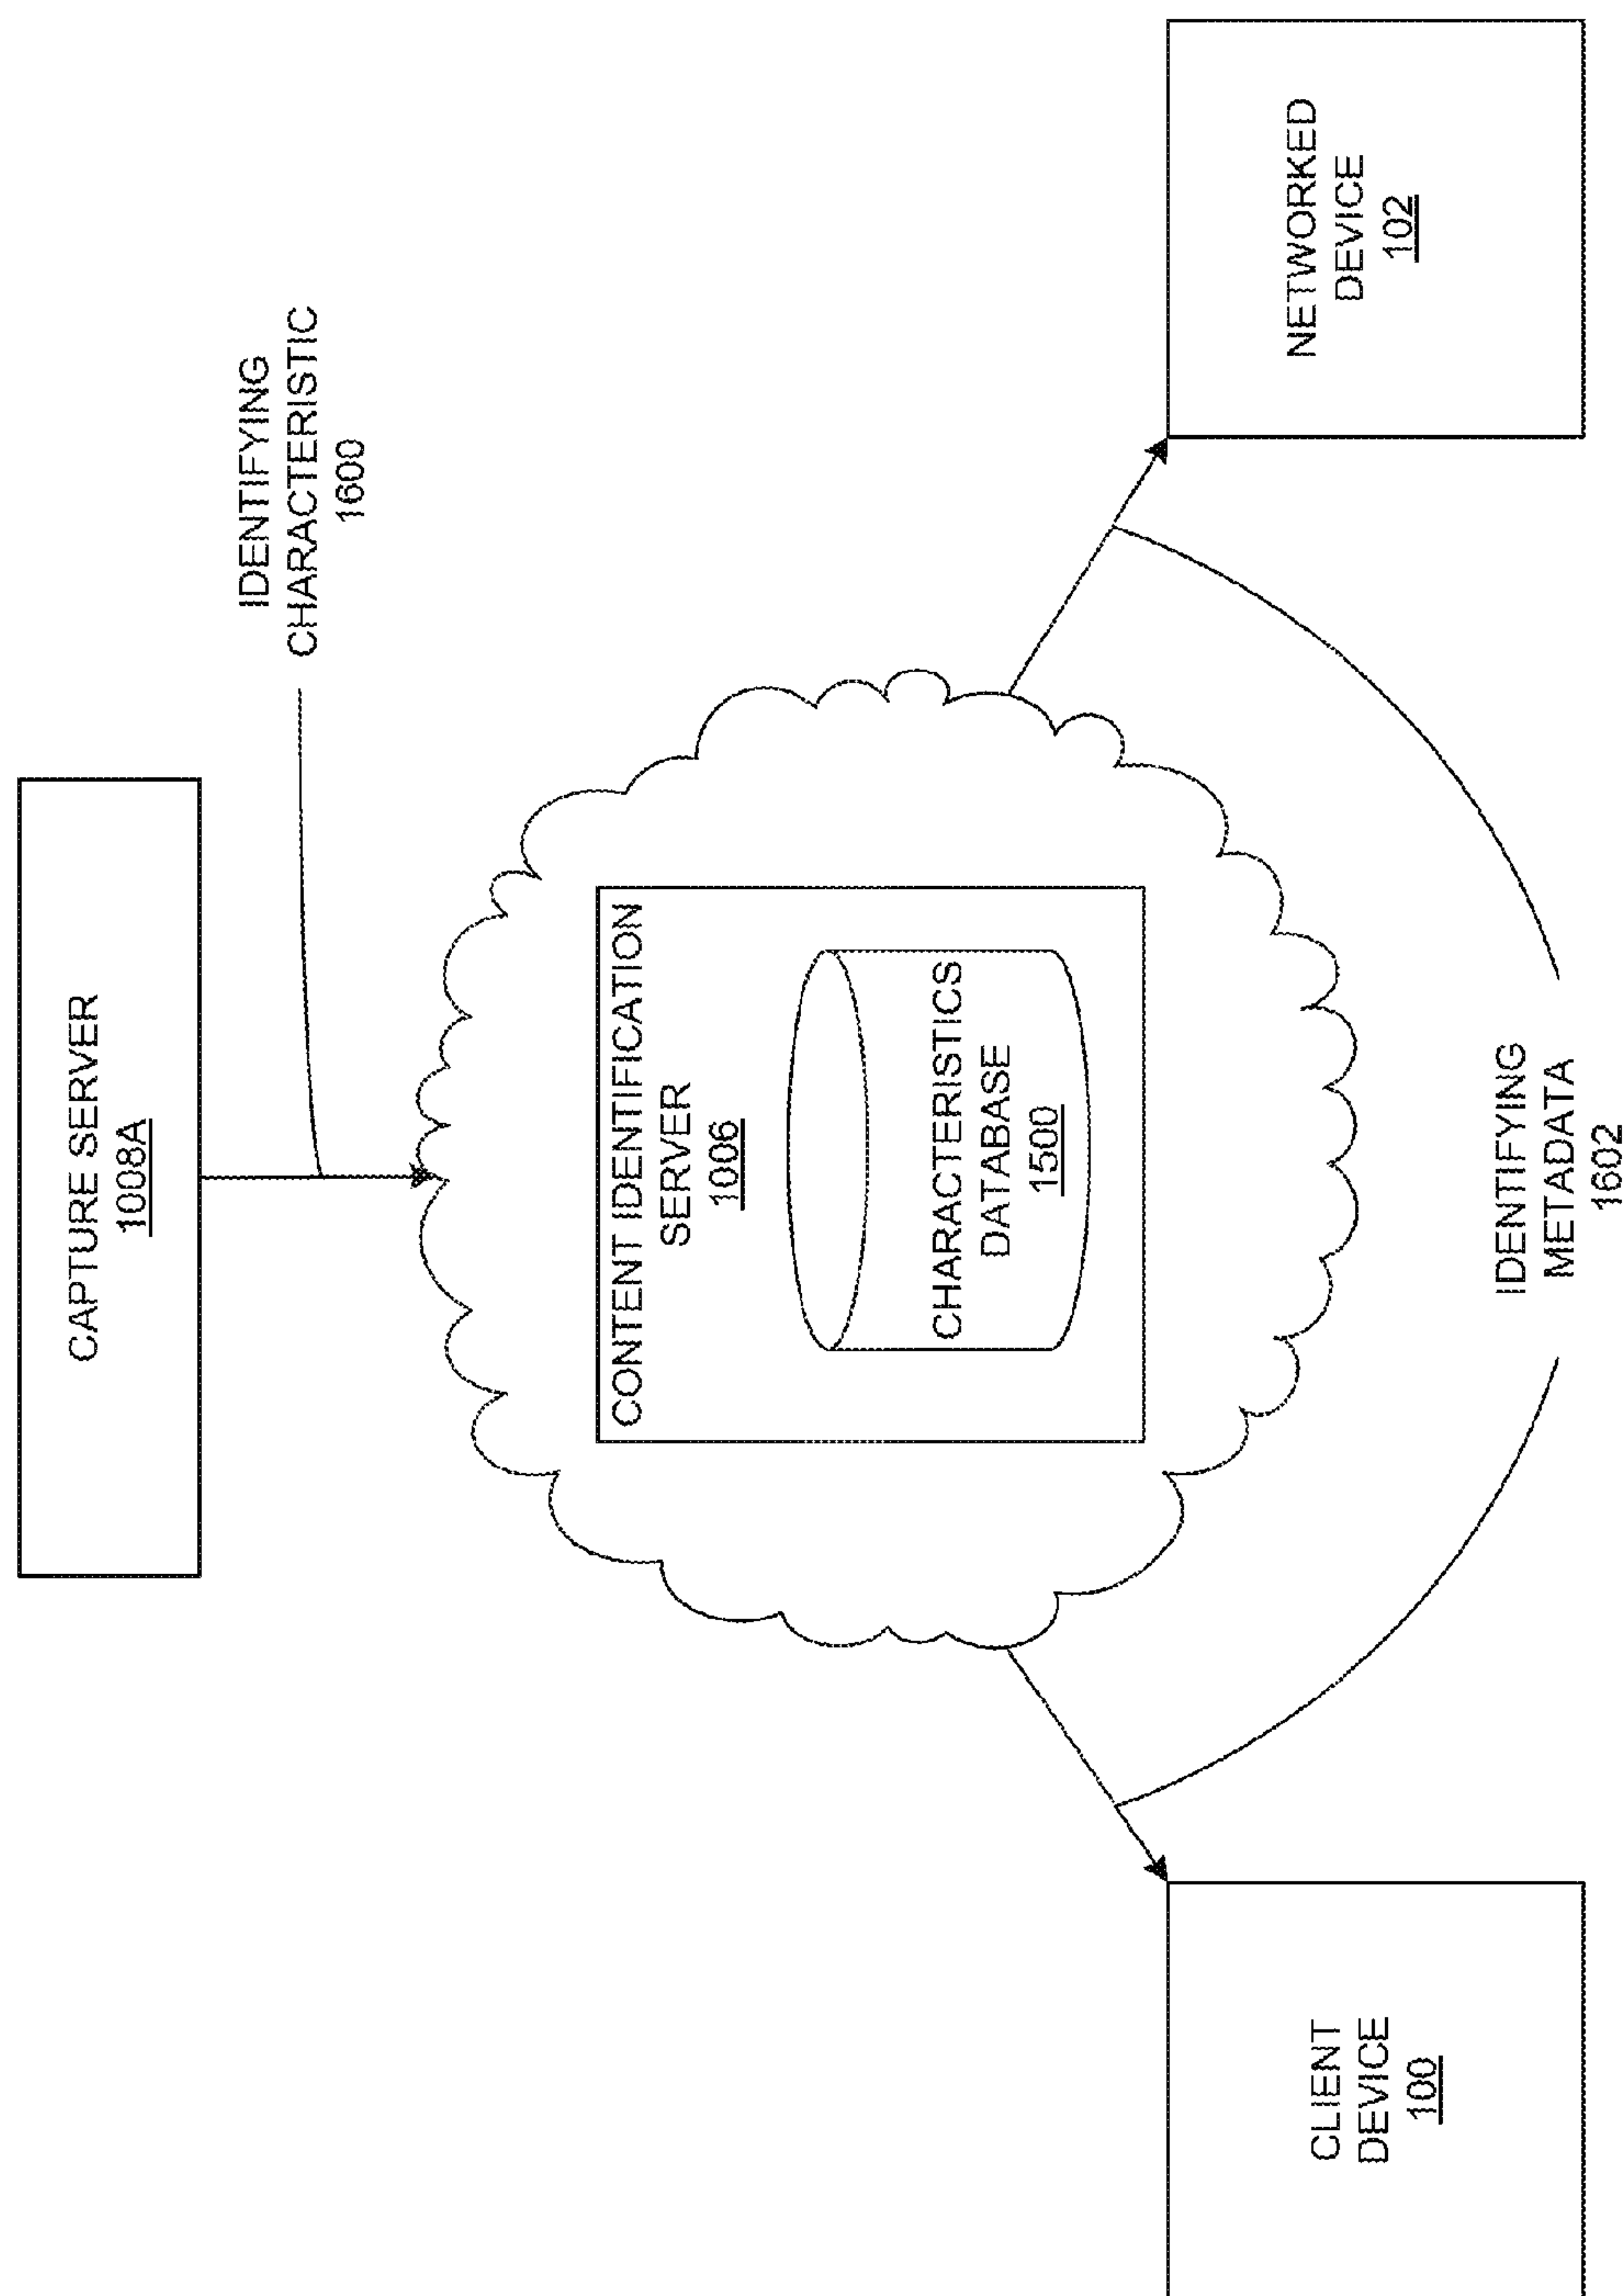 CAPTURE SERVER
1008A
IDENTIFYING
CHARACTERISTIC
1600
CONTENT IDENTIFICATION
SERVER
1006
CHARACTERISTICS
DATABASE
1500
CLIENT
DEVICE
100
IDENTIFYING
METADATA
1602
NETWORKED
DEVICE
102